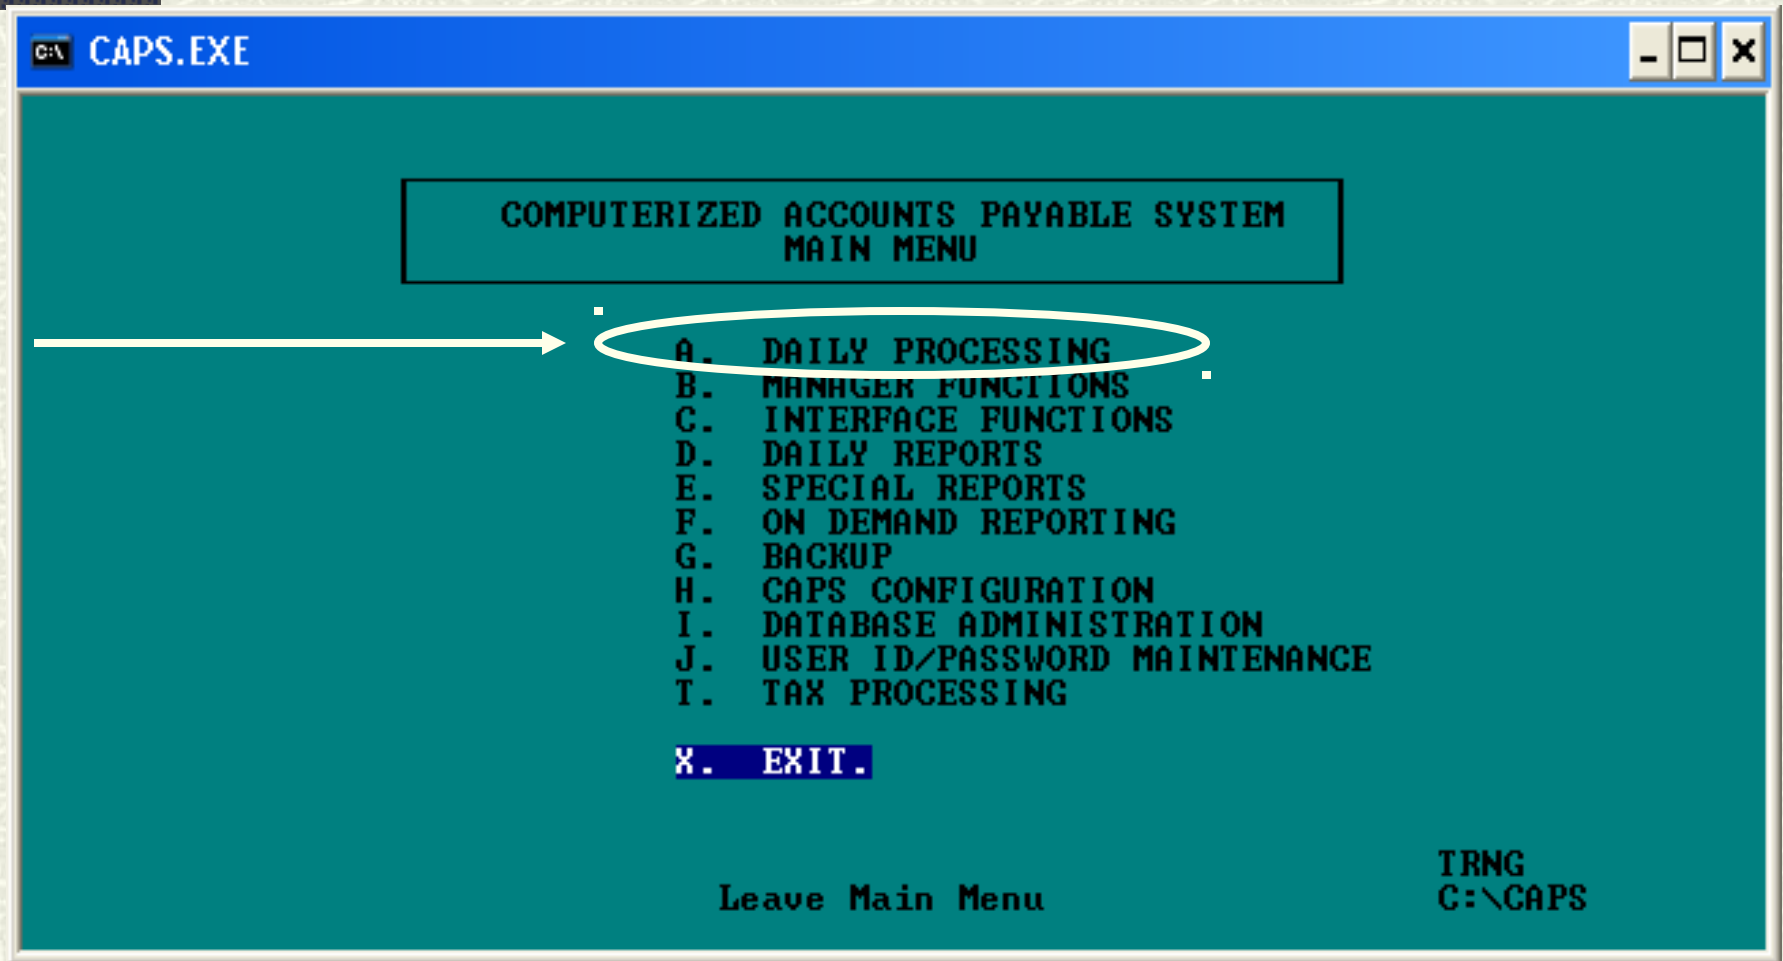 C:\ CAPS.EXE
COMPUTERIZED ACCOUNTS PAYABLE SYSTEM
MAIN MENU
A. DAILY PROCESSING
B. MANAGER FUNCTIONS
C. INTERFACE FUNCTIONS
D. DAILY REPORTS
E. SPECIAL REPORTS
F. ON DEMAND REPORTING
G. BACKUP
H. CAPS CONFIGURATION
I. DATABASE ADMINISTRATION
J. USER ID/PASSWORD MAINTENANCE
T. TAX PROCESSING
X. EXIT.
TRNG
Leave Main Menu C:\CAPS